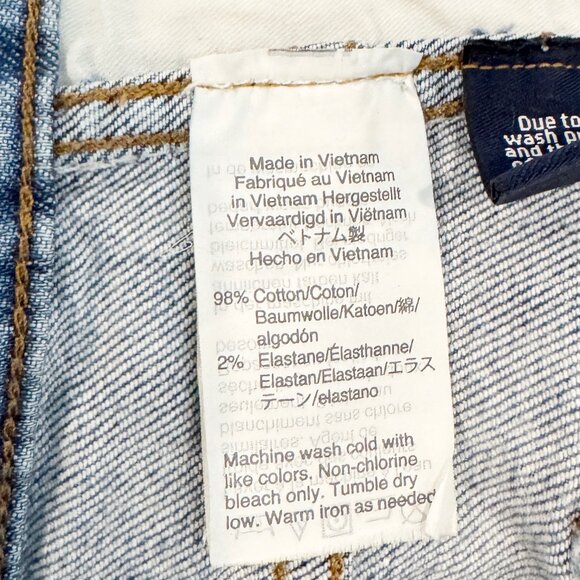 Made in Vietnam
Fabriqué au Vietnam
in Vietnam Hergestellt
Vervaardigd in Viëtnam
ベトナム製
Hecho en Vietnam
98% Cotton/Coton/
Baumwolle/Katoen/綿/
algodón
2% Elastane/Élasthanne/
Elastan/Elastaan/エラス
テーン/elastano
Machine wash cold with
like colors. Non-chlorine
bleach only. Tumble dry
low. Warm iron as needed
Due to
wash
and